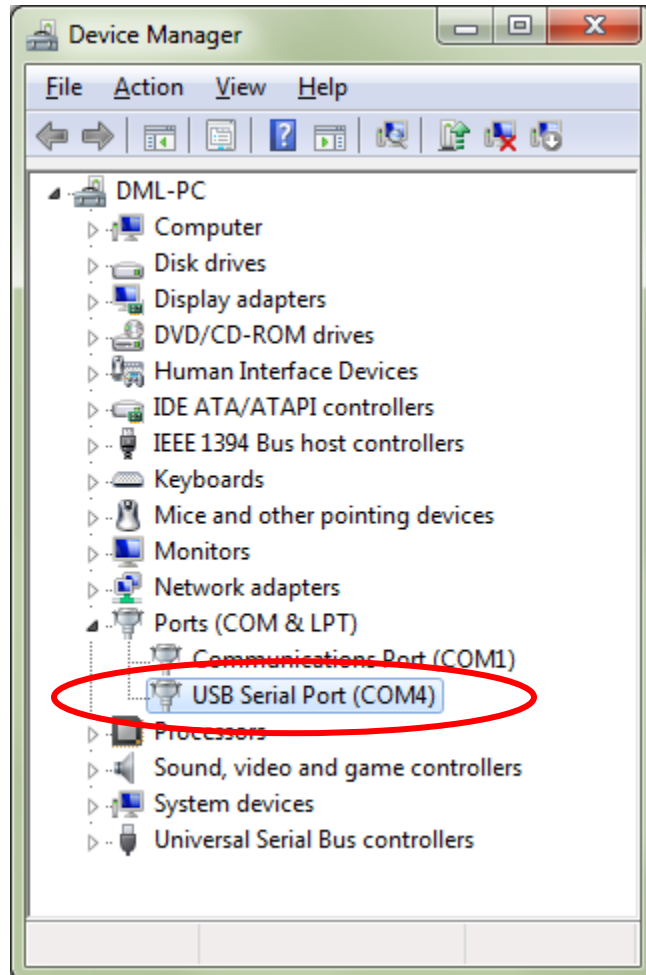 Device Manager
File Action View Help
DML-PC
Computer
Disk drives
Display adapters
DVD/CD-ROM drives
Human Interface Devices
IDE ATA/ATAPI controllers
IEEE 1394 Bus host controllers
Keyboards
Mice and other pointing devices
Monitors
Network adapters
Ports (COM & LPT)
Communications Port (COM1)
USB Serial Port (COM4)
Processors
Sound, video and game controllers
System devices
Universal Serial Bus controllers